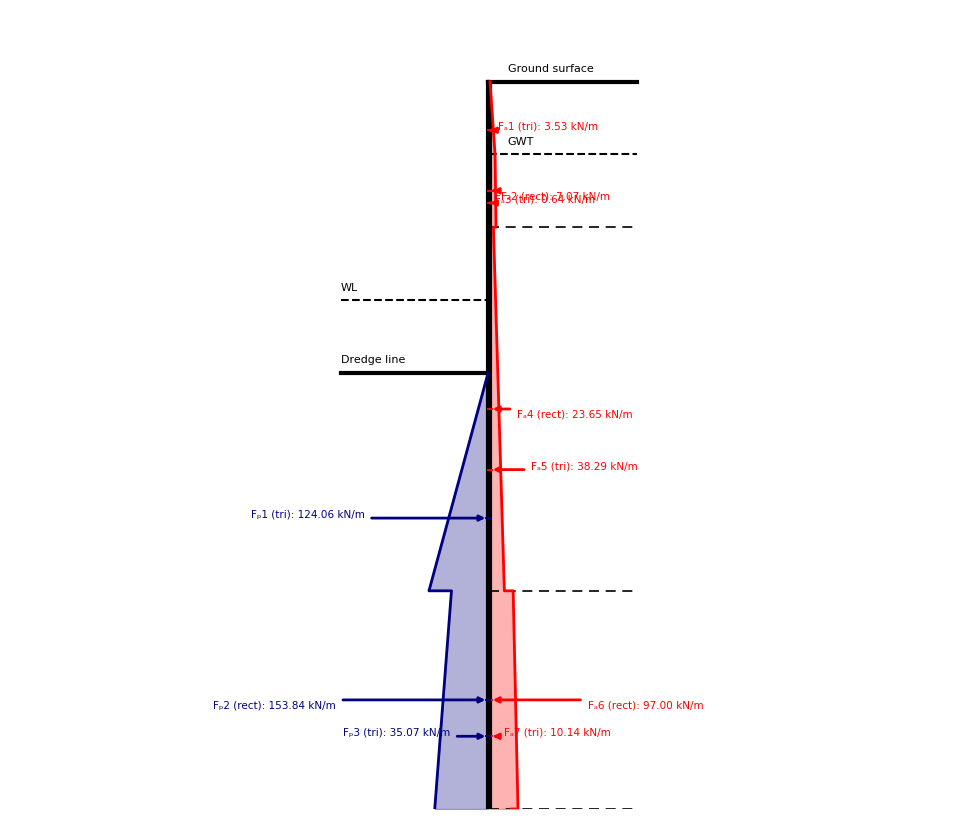 Ground surface
Fₐ1 (tri): 3.53 kN/m
GWT
Fₐ2 (rect): 7.07 kN/m
Fₐ3 (tri): 0.64 kN/m
WL
Dredge line
Fₐ4 (rect): 23.65 kN/m
Fₐ5 (tri): 38.29 kN/m
Fₚ1 (tri): 124.06 kN/m
Fₚ2 (rect): 153.84 kN/m
Fₐ6 (rect): 97.00 kN/m
Fₚ3 (tri): 35.07 kN/m
Fₐ7 (tri): 10.14 kN/m